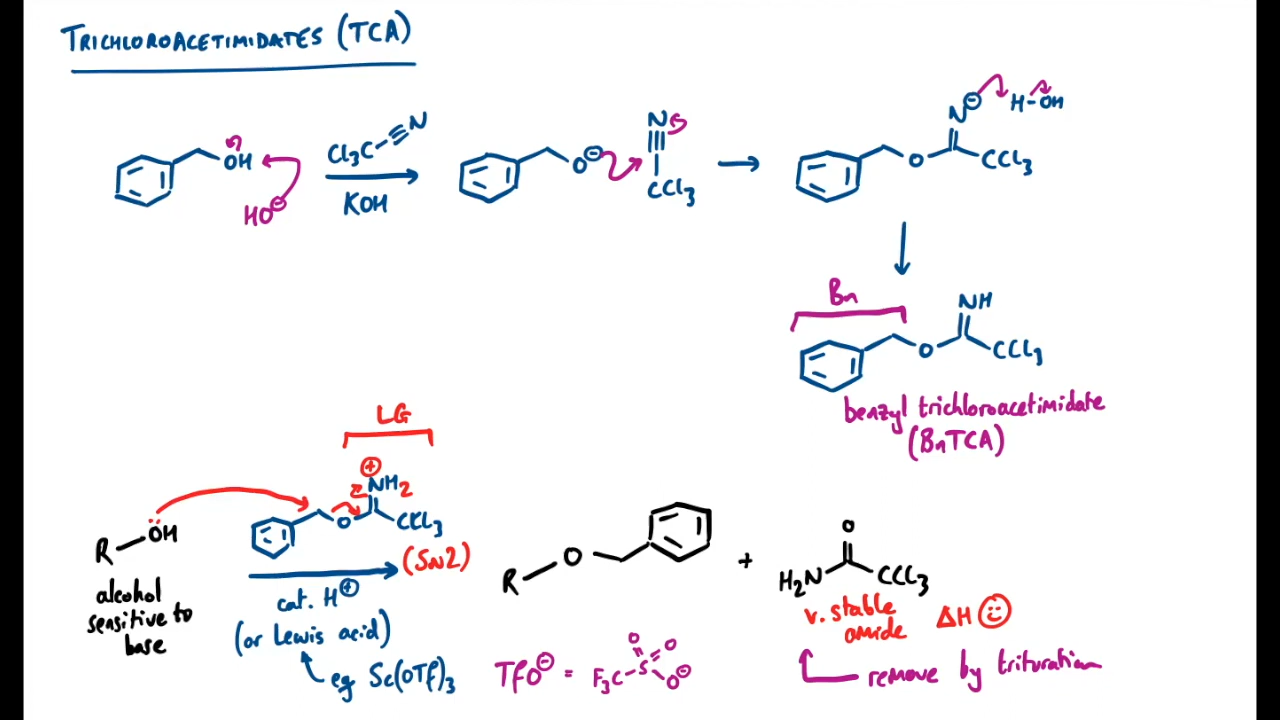 TRICHLOROACETIMIDATES (TCA)
OH
HO⊖
Cl₃C≡N
KOH
O⊖
N
CCl₃
N⊖
H-OH
O
CCl₃
Bn
NH
O
CCl₃
benzyl trichloroacetimidate
(BnTCA)
LG
⊕
NH₂
O
CCl₃
R
OH
alcohol
sensitive to
base
(SN2)
cat. H⊕
(or Lewis acid)
eg Sc(OTf)₃
R
O
+
O
H₂N
CCl₃
v. stable
amide
ΔH ☺
remove by trituration
TfO⊖ =
F₃C
S
O
O
O⊖